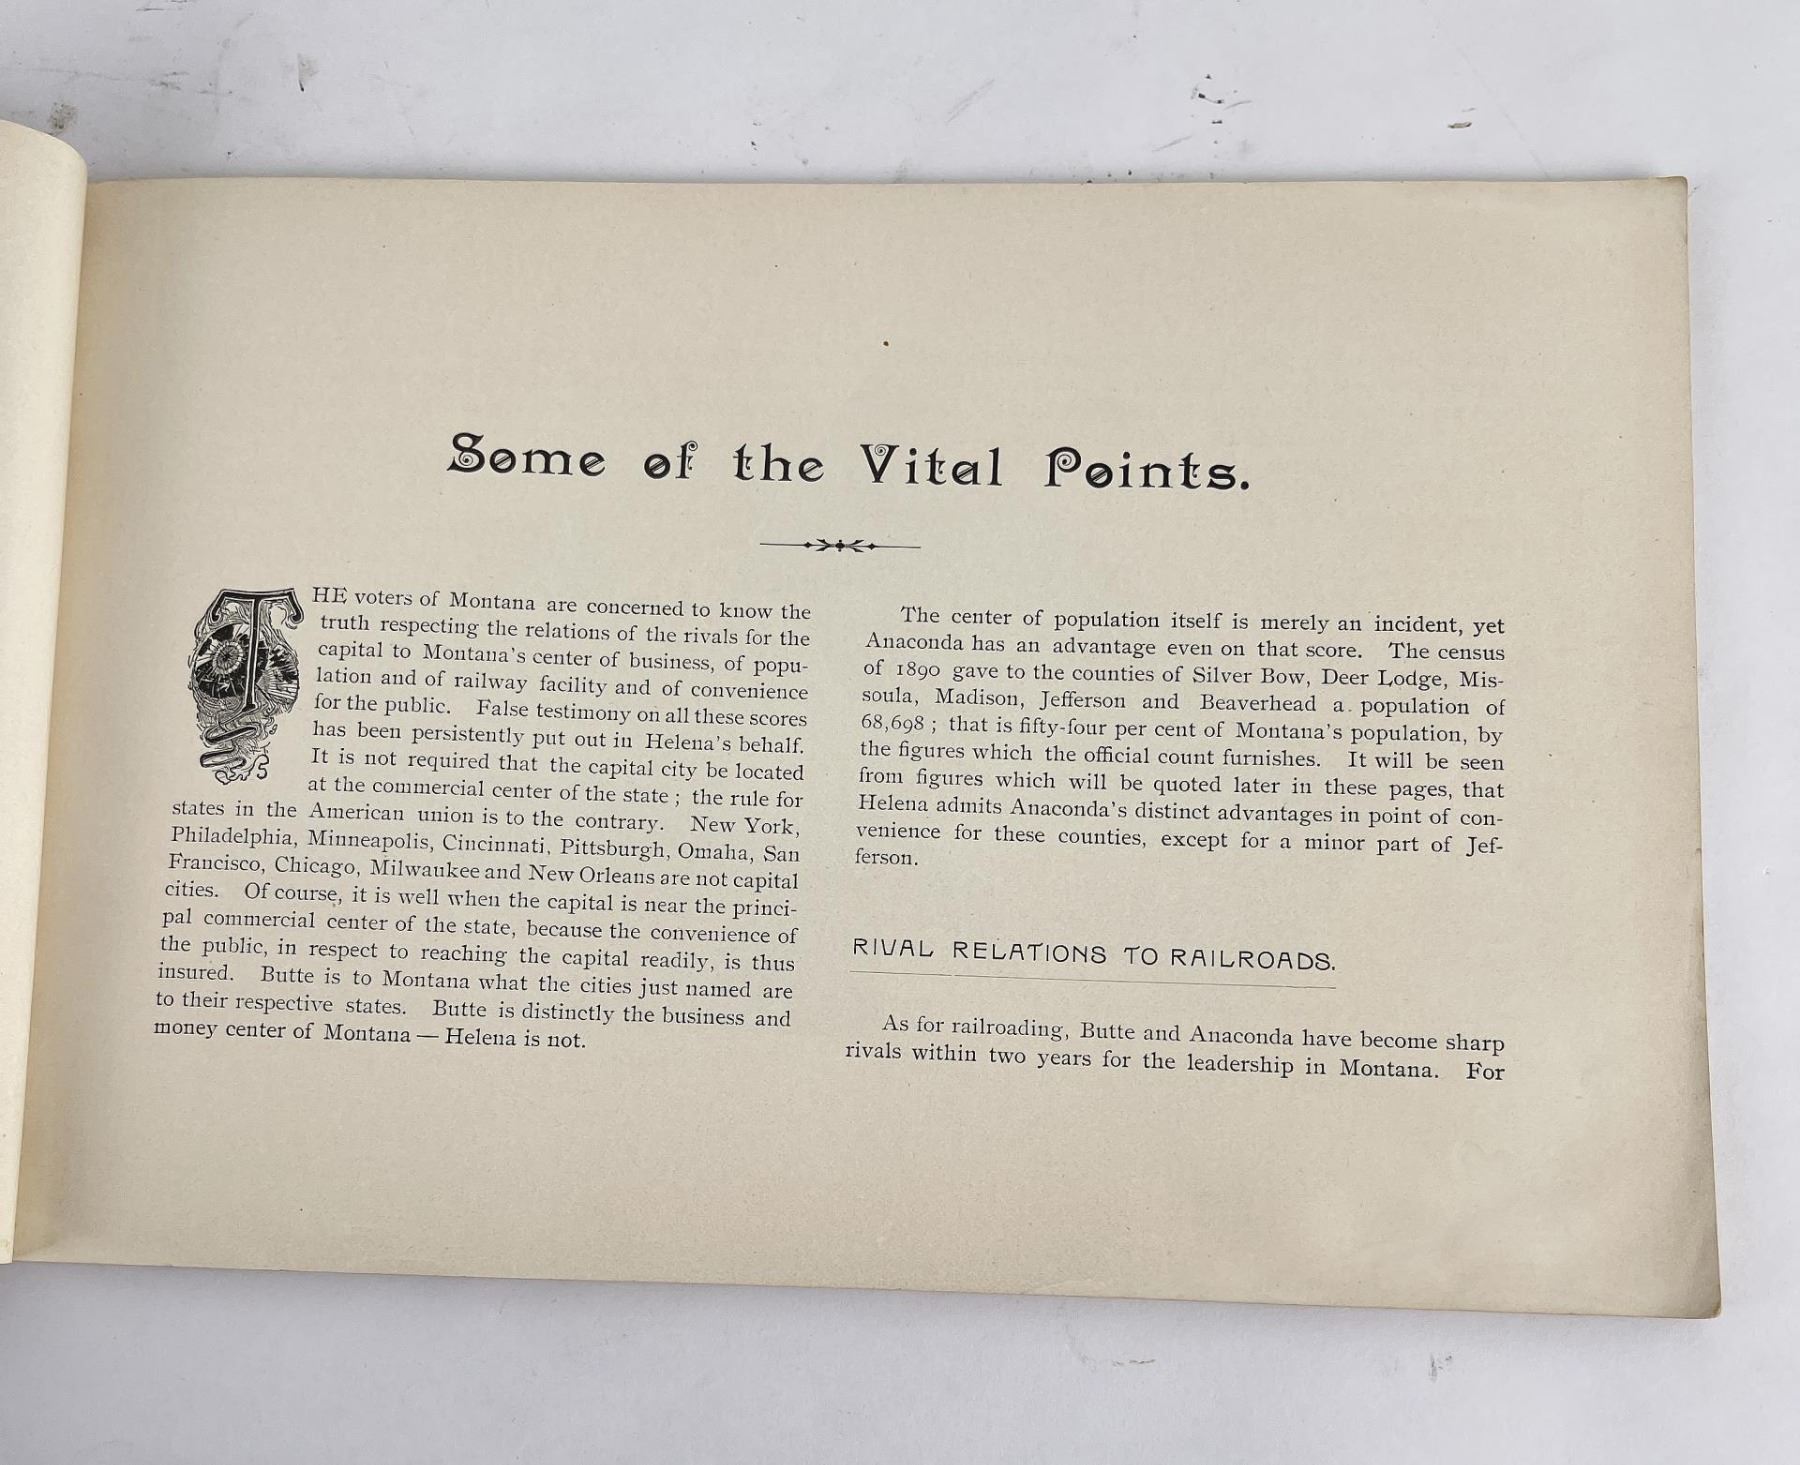 Some of the Vital Points.
THE voters of Montana are concerned to know the
truth respecting the relations of the rivals for the
capital to Montana's center of business, of popu-
lation and of railway facility and of convenience
for the public. False testimony on all these scores
has been persistently put out in Helena's behalf.
It is not required that the capital city be located
at the commercial center of the state ; the rule for
states in the American union is to the contrary. New York,
Philadelphia, Minneapolis, Cincinnati, Pittsburgh, Omaha, San
Francisco, Chicago, Milwaukee and New Orleans are not capital
cities. Of course, it is well when the capital is near the princi-
pal commercial center of the state, because the convenience of
the public, in respect to reaching the capital readily, is thus
insured. Butte is to Montana what the cities just named are
to their respective states. Butte is distinctly the business and
money center of Montana — Helena is not.
The center of population itself is merely an incident, yet
Anaconda has an advantage even on that score. The census
of 1890 gave to the counties of Silver Bow, Deer Lodge, Mis-
soula, Madison, Jefferson and Beaverhead a population of
68,698 ; that is fifty-four per cent of Montana's population, by
the figures which the official count furnishes. It will be seen
from figures which will be quoted later in these pages, that
Helena admits Anaconda's distinct advantages in point of con-
venience for these counties, except for a minor part of Jef-
ferson.
RIVAL RELATIONS TO RAILROADS.
As for railroading, Butte and Anaconda have become sharp
rivals within two years for the leadership in Montana. For